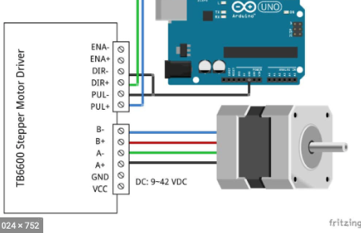 UNO
Arduino
TB6600 Stepper Motor Driver
ENA-
ENA+
DIR-
DIR+
PUL-
PUL+
B-
B+
A-
A+
GND
VCC
DC: 9~42 VDC
fritzing
024 × 752